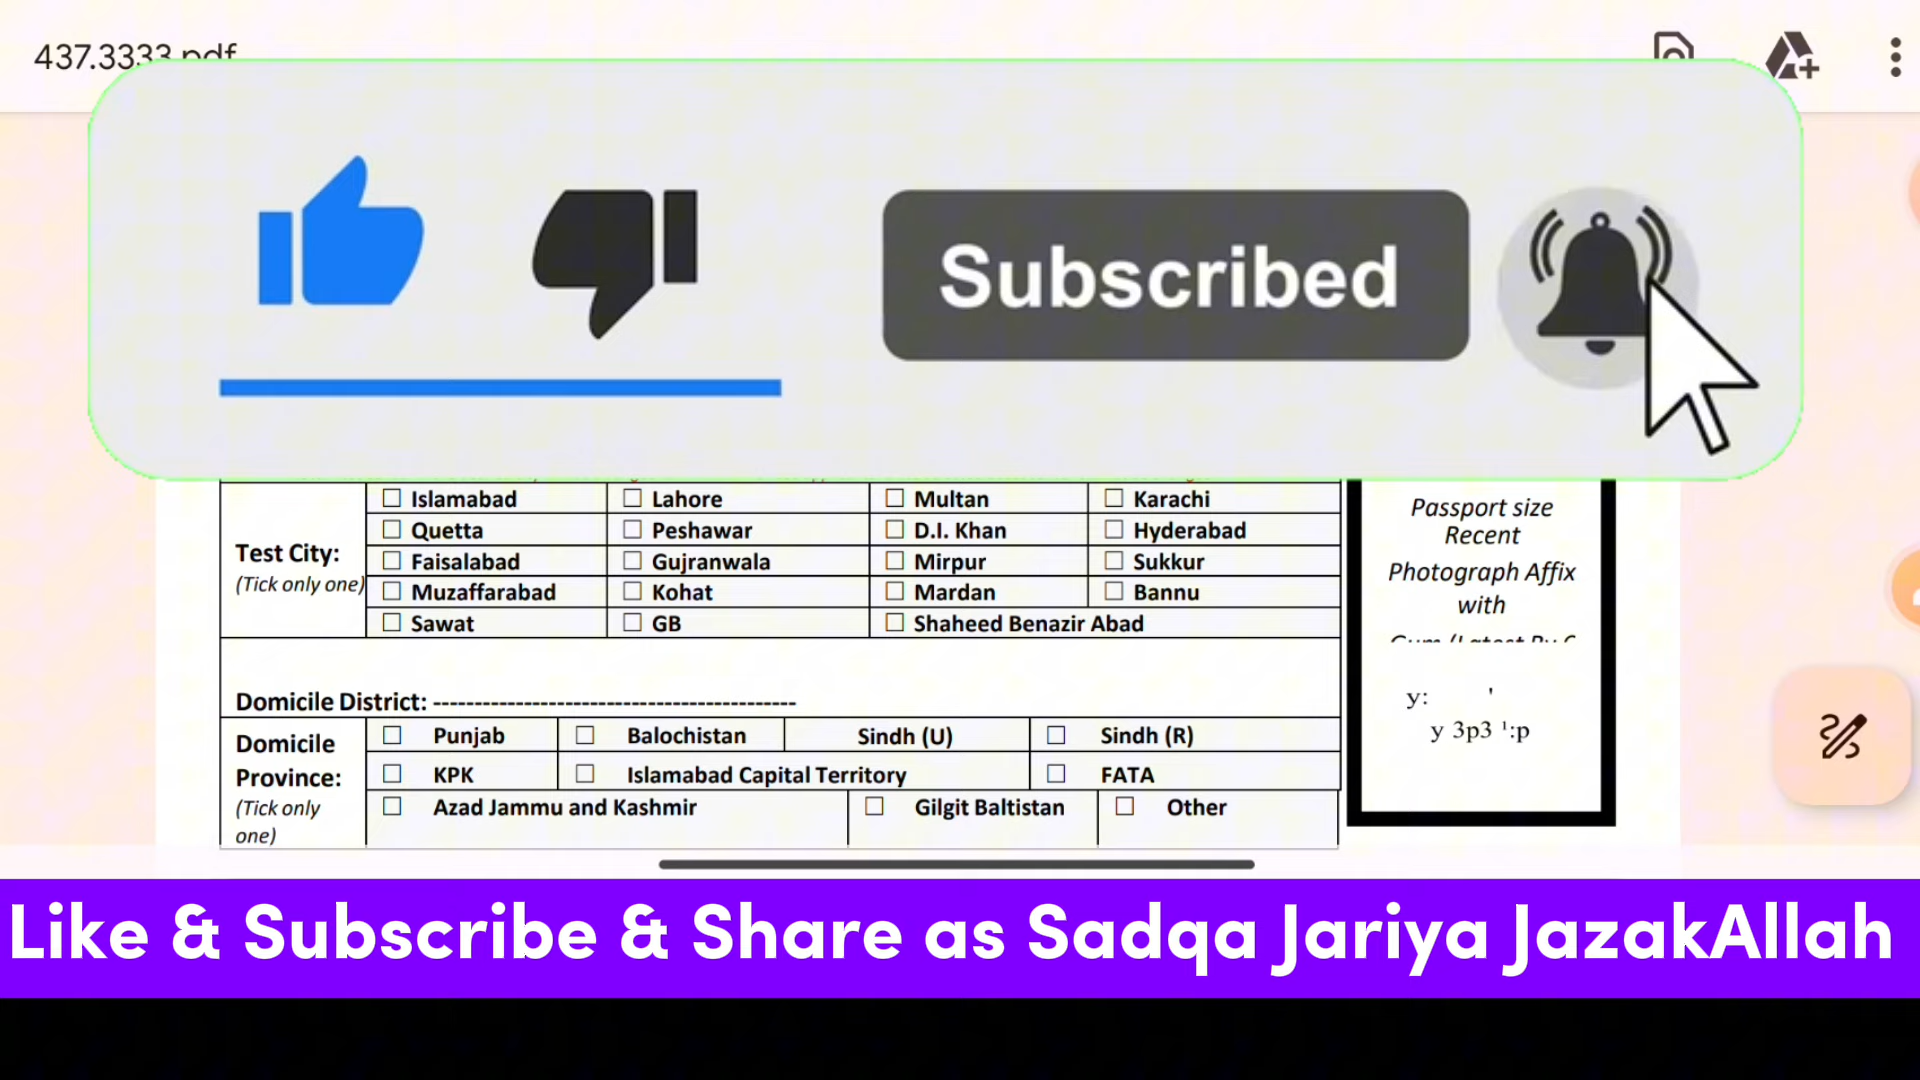 437.3333.pdf
Subscribed
☐ Islamabad ☐ Lahore ☐ Multan ☐ Karachi
☐ Quetta ☐ Peshawar ☐ D.I. Khan ☐ Hyderabad
Test City:
(Tick only one)
☐ Faisalabad ☐ Gujranwala ☐ Mirpur ☐ Sukkur
☐ Muzaffarabad ☐ Kohat ☐ Mardan ☐ Bannu
☐ Sawat ☐ GB ☐ Shaheed Benazir Abad
Passport size
Recent
Photograph Affix
with
y: '
y 3p3 ¹:p
Domicile District: --------------------------------------------
Domicile
Province:
(Tick only
one)
☐ Punjab ☐ Balochistan Sindh (U) ☐ Sindh (R)
☐ KPK ☐ Islamabad Capital Territory ☐ FATA
☐ Azad Jammu and Kashmir ☐ Gilgit Baltistan ☐ Other
Like & Subscribe & Share as Sadqa Jariya JazakAllah